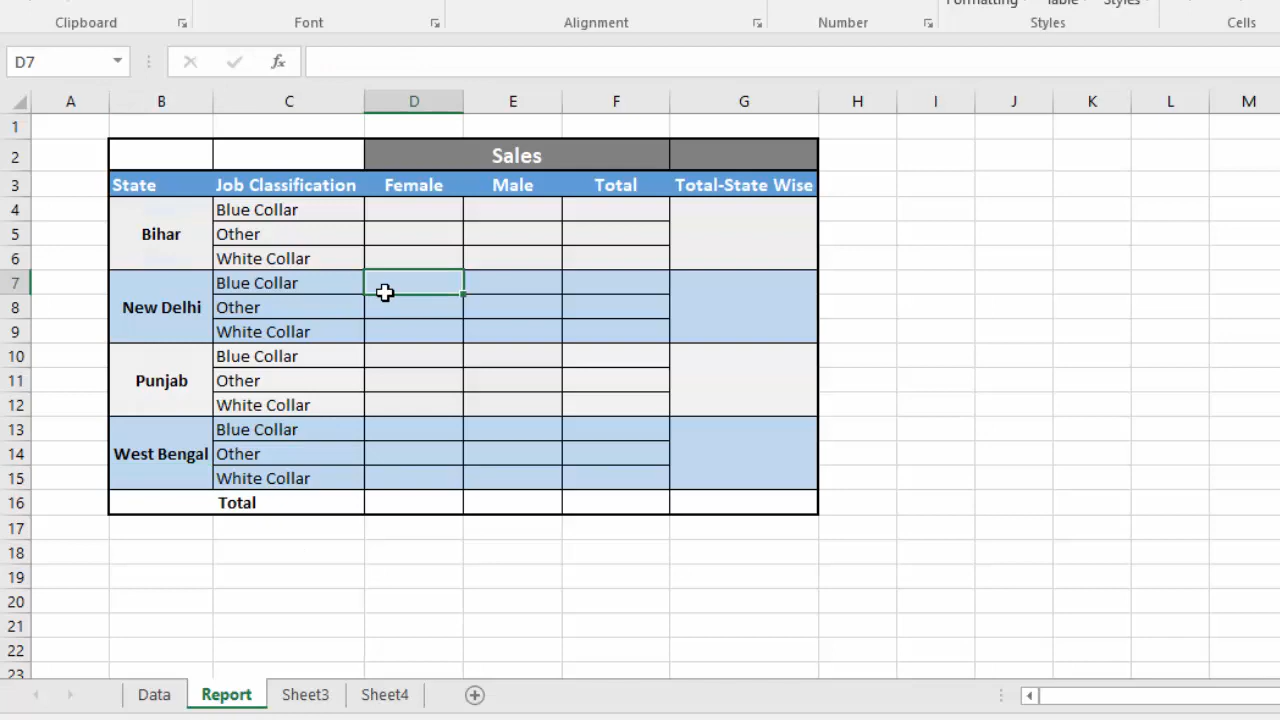 Formatting Table Styles
Clipboard Font Alignment Number Styles Cells
D7 fx
A B C D E F G H I J K L M
1
2 Sales
3 State Job Classification Female Male Total Total-State Wise
4 Blue Collar
5 Bihar Other
6 White Collar
7 Blue Collar
8 New Delhi Other
9 White Collar
10 Blue Collar
11 Punjab Other
12 White Collar
13 Blue Collar
14 West Bengal Other
15 White Collar
16 Total
17
18
19
20
21
22
23
Data Report Sheet3 Sheet4